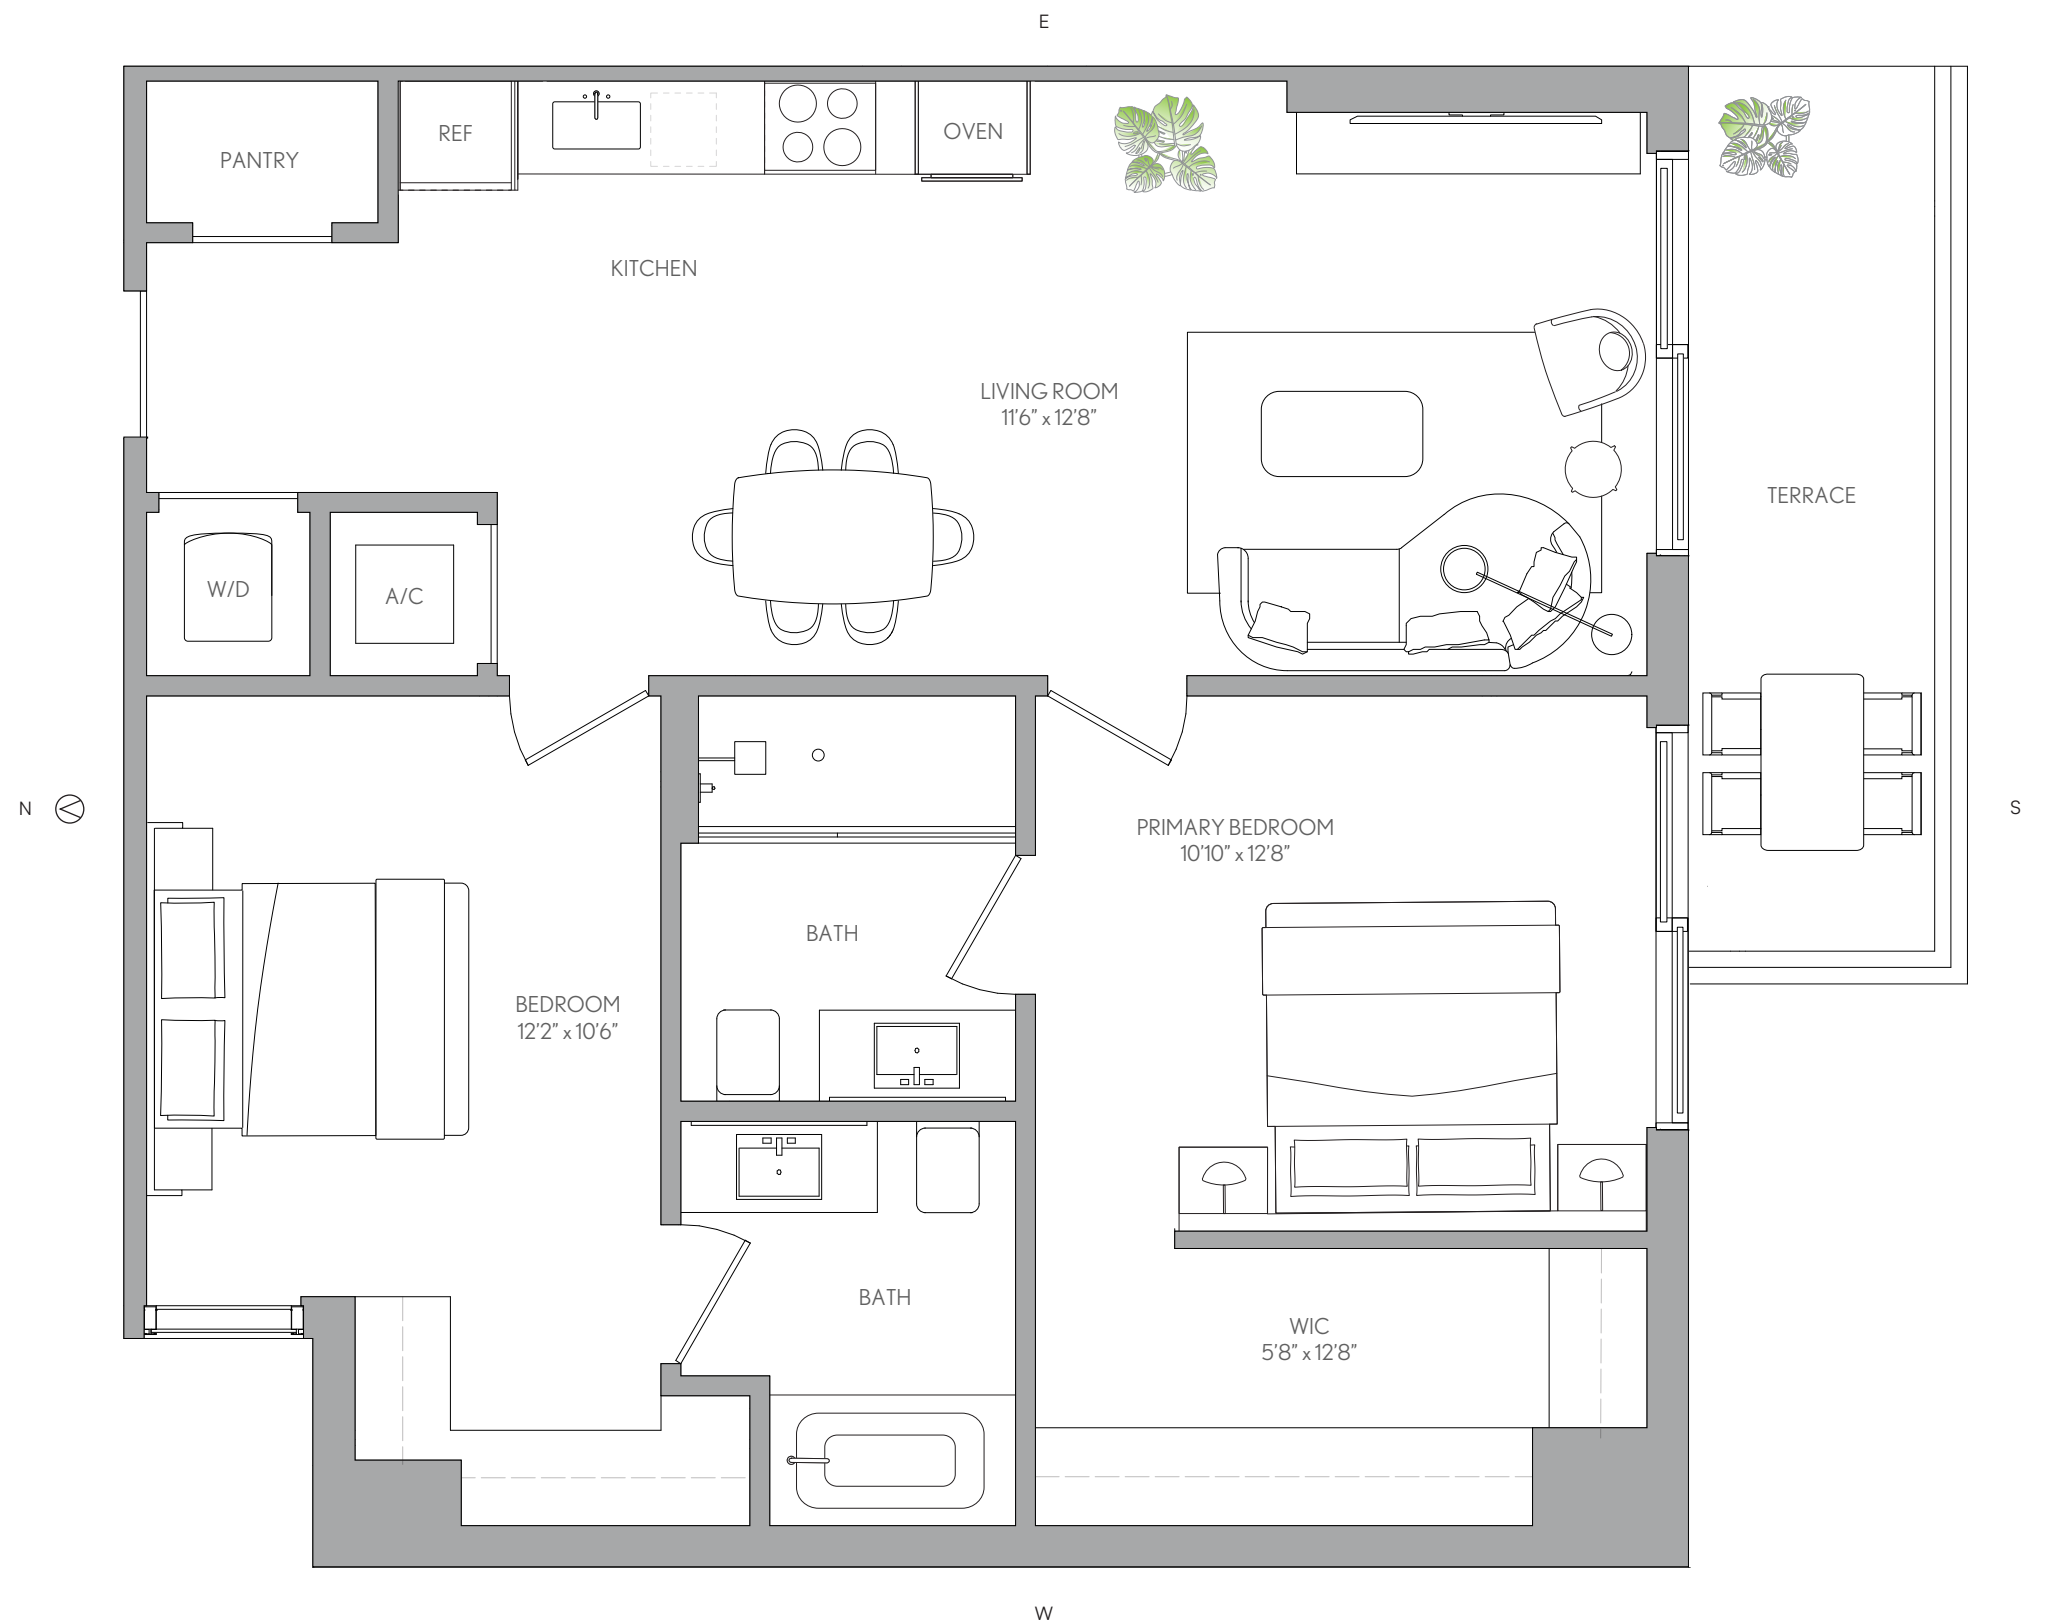 E
PANTRY
REF
OVEN
KITCHEN
LIVING ROOM
11'6" x 12'8"
TERRACE
W/D
A/C
N
S
PRIMARY BEDROOM
10'10" x 12'8"
BATH
BEDROOM
12'2" x 10'6"
BATH
WIC
5'8" x 12'8"
W